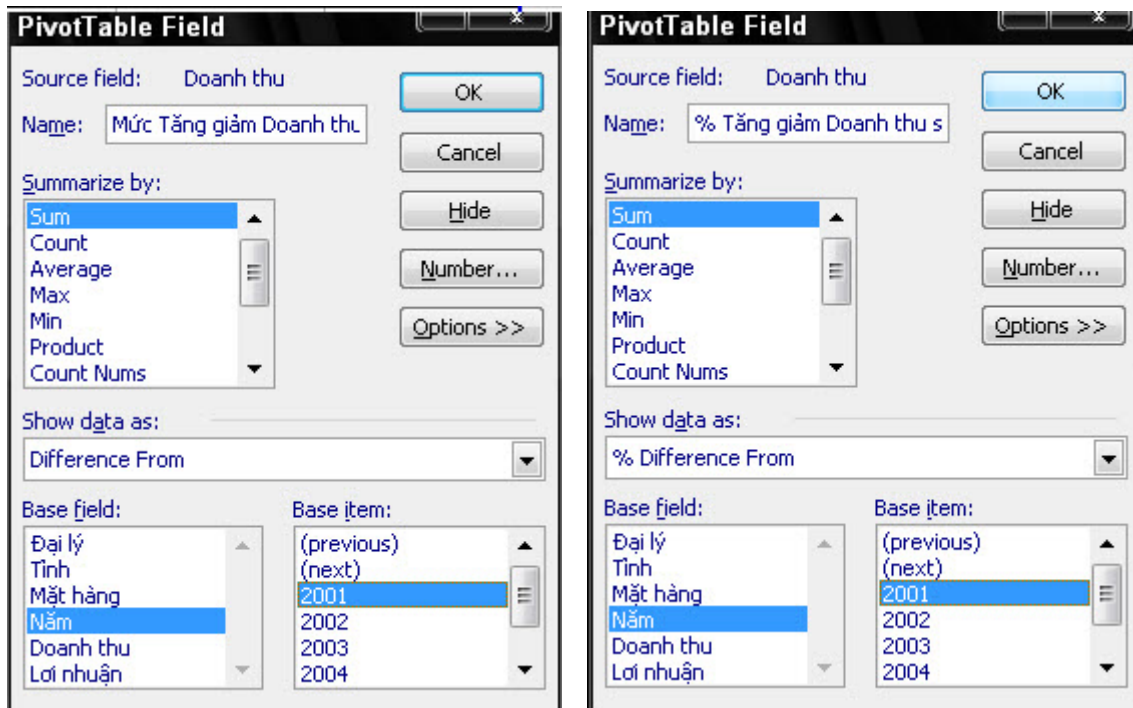 PivotTable Field
Source field: Doanh thu
OK
Name: Mức Tăng giảm Doanh thu
Cancel
Summarize by:
Sum
Hide
Count
Average
Number...
Max
Min
Options >>
Product
Count Nums
Show data as:
Difference From
Base field:
Base item:
Đại lý
Tỉnh
Mặt hàng
Năm
Doanh thu
Lợi nhuận
(previous)
(next)
2001
2002
2003
2004
PivotTable Field
Source field: Doanh thu
OK
Name: % Tăng giảm Doanh thu s
Cancel
Summarize by:
Sum
Hide
Count
Average
Number...
Max
Min
Options >>
Product
Count Nums
Show data as:
% Difference From
Base field:
Base item:
Đại lý
Tỉnh
Mặt hàng
Năm
Doanh thu
Lợi nhuận
(previous)
(next)
2001
2002
2003
2004